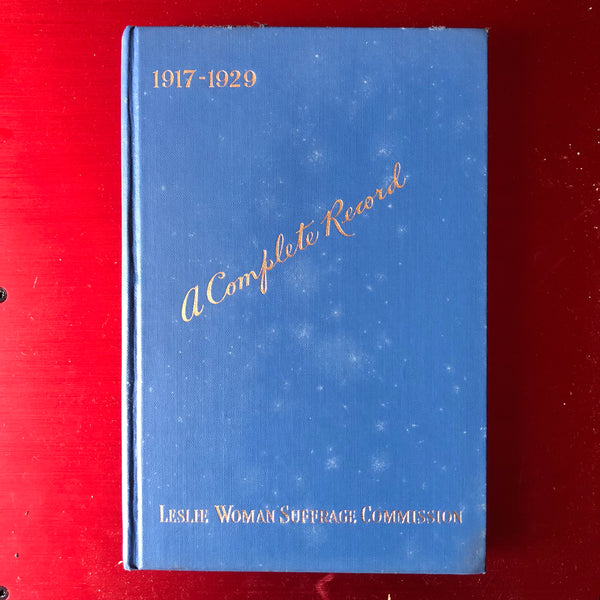 1917-1929
A Complete Record
LESLIE WOMAN SUFFRAGE COMMISSION